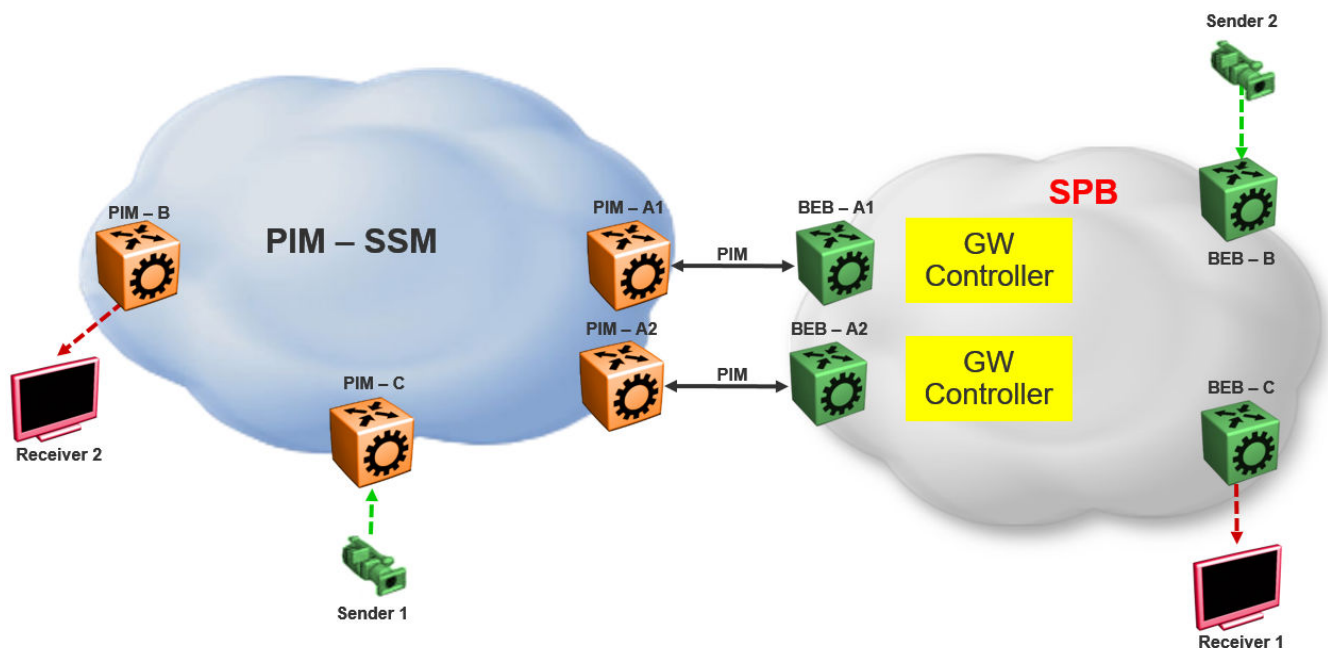 Sender 2
SPB
PIM – B
PIM – A1
BEB – A1
PIM – SSM
PIM
GW
Controller
BEB – B
PIM – A2
BEB – A2
PIM – C
PIM
GW
Controller
BEB – C
Receiver 2
Sender 1
Receiver 1